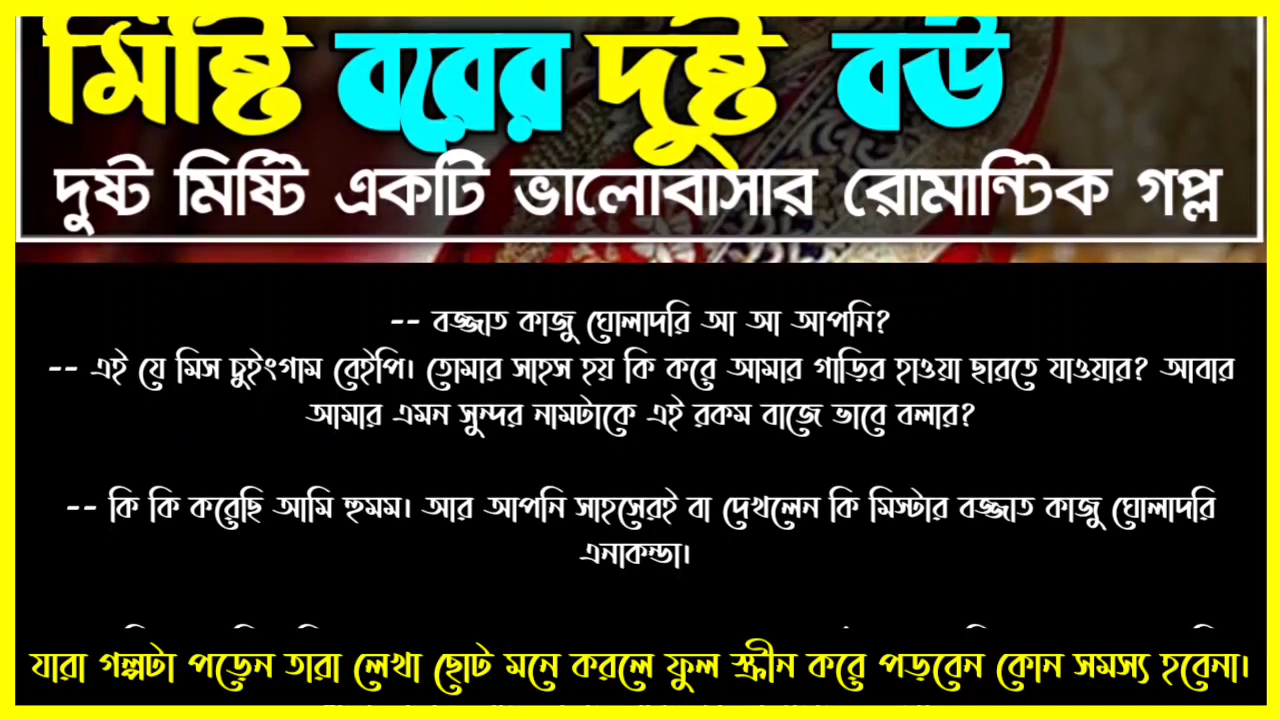 মিষ্টি বরের দুষ্ট বউ
দুষ্ট মিষ্টি একটি ভালোবাসার রোমান্টিক গপ্ল
-- বজ্জাত কাজু ঘোলাদরি আ আ আপনি?
-- এই যে মিস চুইংগাম বেইপি। তোমার সাহস হয় কি করে আমার গাড়ির হাওয়া ছারতে যাওয়ার? আবার
আমার এমন সুন্দর নামটাকে এই রকম বাজে ভাবে বলার?
-- কি কি করেছি আমি হুমম। আর আপনি সাহসেরই বা দেখলেন কি মিস্টার বজ্জাত কাজু ঘোলাদরি
এনাকন্ডা।
যারা গল্পটা পড়েন তারা লেখা ছোট মনে করলে ফুল স্ক্রীন করে পড়বেন কোন সমস্য হবেনা।